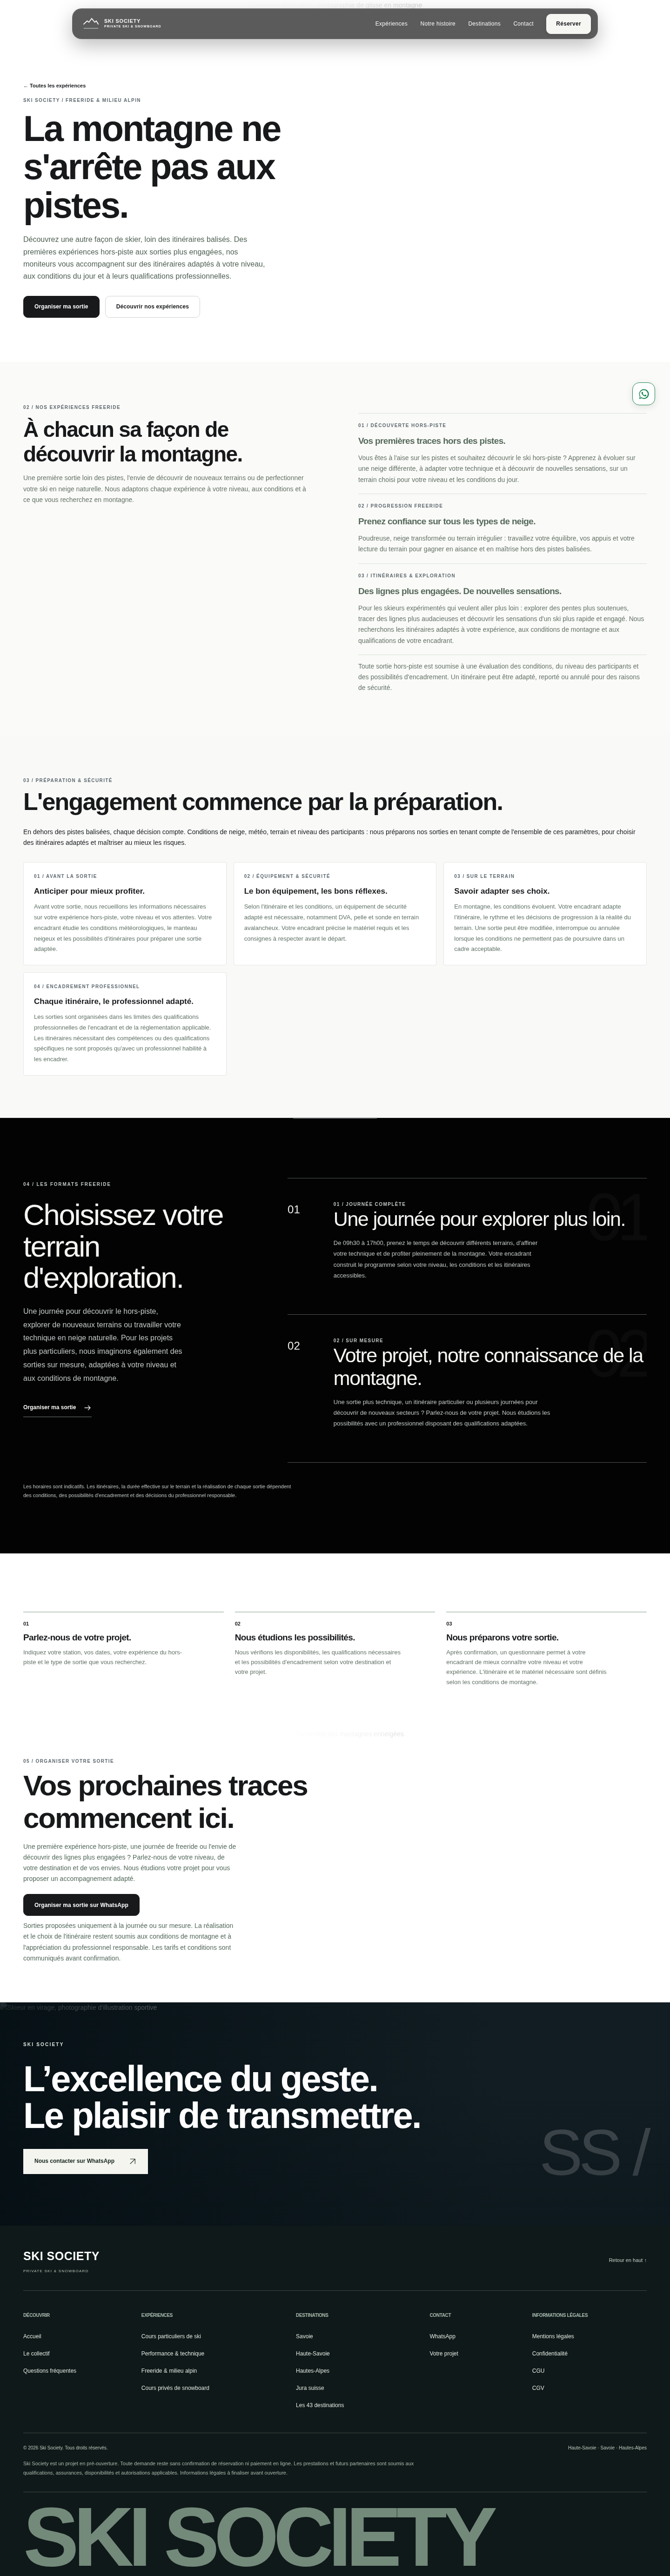 SKI SOCIETY
PRIVATE SKI & SNOWBOARD
Expériences
Notre histoire
Destinations
Contact
Réserver
← Toutes les expériences
SKI SOCIETY / FREERIDE & MILIEU ALPIN
La montagne ne
s'arrête pas aux
pistes.
Découvrez une autre façon de skier, loin des itinéraires balisés. Des
premières expériences hors-piste aux sorties plus engagées, nos
moniteurs vous accompagnent sur des itinéraires adaptés à votre niveau,
aux conditions du jour et à leurs qualifications professionnelles.
Organiser ma sortie
Découvrir nos expériences
02 / NOS EXPÉRIENCES FREERIDE
À chacun sa façon de
découvrir la montagne.
Une première sortie loin des pistes, l'envie de découvrir de nouveaux terrains ou de perfectionner
votre ski en neige naturelle. Nous adaptons chaque expérience à votre niveau, aux conditions et à
ce que vous recherchez en montagne.
01 / DÉCOUVERTE HORS-PISTE
Vos premières traces hors des pistes.
Vous êtes à l'aise sur les pistes et souhaitez découvrir le ski hors-piste ? Apprenez à évoluer sur
une neige différente, à adapter votre technique et à découvrir de nouvelles sensations, sur un
terrain choisi pour votre niveau et les conditions du jour.
02 / PROGRESSION FREERIDE
Prenez confiance sur tous les types de neige.
Poudreuse, neige transformée ou terrain irrégulier : travaillez votre équilibre, vos appuis et votre
lecture du terrain pour gagner en aisance et en maîtrise hors des pistes balisées.
03 / ITINÉRAIRES & EXPLORATION
Des lignes plus engagées. De nouvelles sensations.
Pour les skieurs expérimentés qui veulent aller plus loin : explorer des pentes plus soutenues,
tracer des lignes plus audacieuses et découvrir les sensations d'un ski plus rapide et engagé. Nous
recherchons les itinéraires adaptés à votre expérience, aux conditions de montagne et aux
qualifications de votre encadrant.
Toute sortie hors-piste est soumise à une évaluation des conditions, du niveau des participants et
des possibilités d'encadrement. Un itinéraire peut être adapté, reporté ou annulé pour des raisons
de sécurité.
03 / PRÉPARATION & SÉCURITÉ
L'engagement commence par la préparation.
En dehors des pistes balisées, chaque décision compte. Conditions de neige, météo, terrain et niveau des participants : nous préparons nos sorties en tenant compte de l'ensemble de ces paramètres, pour choisir
des itinéraires adaptés et maîtriser au mieux les risques.
01 / AVANT LA SORTIE
Anticiper pour mieux profiter.
Avant votre sortie, nous recueillons les informations nécessaires
sur votre expérience hors-piste, votre niveau et vos attentes. Votre
encadrant étudie les conditions météorologiques, le manteau
neigeux et les possibilités d'itinéraires pour préparer une sortie
adaptée.
02 / ÉQUIPEMENT & SÉCURITÉ
Le bon équipement, les bons réflexes.
Selon l'itinéraire et les conditions, un équipement de sécurité
adapté est nécessaire, notamment DVA, pelle et sonde en terrain
avalancheux. Votre encadrant précise le matériel requis et les
consignes à respecter avant le départ.
03 / SUR LE TERRAIN
Savoir adapter ses choix.
En montagne, les conditions évoluent. Votre encadrant adapte
l'itinéraire, le rythme et les décisions de progression à la réalité du
terrain. Une sortie peut être modifiée, interrompue ou annulée
lorsque les conditions ne permettent pas de poursuivre dans un
cadre acceptable.
04 / ENCADREMENT PROFESSIONNEL
Chaque itinéraire, le professionnel adapté.
Les sorties sont organisées dans les limites des qualifications
professionnelles de l'encadrant et de la réglementation applicable.
Les itinéraires nécessitant des compétences ou des qualifications
spécifiques ne sont proposés qu'avec un professionnel habilité à
les encadrer.
04 / LES FORMATS FREERIDE
Choisissez votre
terrain
d'exploration.
Une journée pour découvrir le hors-piste,
explorer de nouveaux terrains ou travailler votre
technique en neige naturelle. Pour les projets
plus particuliers, nous imaginons également des
sorties sur mesure, adaptées à votre niveau et
aux conditions de montagne.
Organiser ma sortie →
01
01
01 / JOURNÉE COMPLÈTE
Une journée pour explorer plus loin.
De 09h30 à 17h00, prenez le temps de découvrir différents terrains, d'affiner
votre technique et de profiter pleinement de la montagne. Votre encadrant
construit le programme selon votre niveau, les conditions et les itinéraires
accessibles.
02
02
02 / SUR MESURE
Votre projet, notre connaissance de la
montagne.
Une sortie plus technique, un itinéraire particulier ou plusieurs journées pour
découvrir de nouveaux secteurs ? Parlez-nous de votre projet. Nous étudions les
possibilités avec un professionnel disposant des qualifications adaptées.
Les horaires sont indicatifs. Les itinéraires, la durée effective sur le terrain et la réalisation de chaque sortie dépendent
des conditions, des possibilités d'encadrement et des décisions du professionnel responsable.
01
Parlez-nous de votre projet.
Indiquez votre station, vos dates, votre expérience du hors-
piste et le type de sortie que vous recherchez.
02
Nous étudions les possibilités.
Nous vérifions les disponibilités, les qualifications nécessaires
et les possibilités d'encadrement selon votre destination et
votre projet.
03
Nous préparons votre sortie.
Après confirmation, un questionnaire permet à votre
encadrant de mieux connaître votre niveau et votre
expérience. L'itinéraire et le matériel nécessaire sont définis
selon les conditions de montagne.
05 / ORGANISER VOTRE SORTIE
Vos prochaines traces
commencent ici.
Une première expérience hors-piste, une journée de freeride ou l'envie de
découvrir des lignes plus engagées ? Parlez-nous de votre niveau, de
votre destination et de vos envies. Nous étudions votre projet pour vous
proposer un accompagnement adapté.
Organiser ma sortie sur WhatsApp
Sorties proposées uniquement à la journée ou sur mesure. La réalisation
et le choix de l'itinéraire restent soumis aux conditions de montagne et à
l'appréciation du professionnel responsable. Les tarifs et conditions sont
communiqués avant confirmation.
en virage, photographie d'illustration sportive
SKI SOCIETY
L’excellence du geste.
Le plaisir de transmettre.
Nous contacter sur WhatsApp
SS /
SKI SOCIETY
PRIVATE SKI & SNOWBOARD
Retour en haut ↑
DÉCOUVRIR
Accueil
Le collectif
Questions fréquentes
EXPÉRIENCES
Cours particuliers de ski
Performance & technique
Freeride & milieu alpin
Cours privés de snowboard
DESTINATIONS
Savoie
Haute-Savoie
Hautes-Alpes
Jura suisse
Les 43 destinations
CONTACT
WhatsApp
Votre projet
INFORMATIONS LÉGALES
Mentions légales
Confidentialité
CGU
CGV
© 2026 Ski Society. Tous droits réservés.
Haute-Savoie · Savoie · Hautes-Alpes
Ski Society est un projet en pré-ouverture. Toute demande reste sans confirmation de réservation ni paiement en ligne. Les prestations et futurs partenaires sont soumis aux
qualifications, assurances, disponibilités et autorisations applicables. Informations légales à finaliser avant ouverture.
SKI SOCIETY